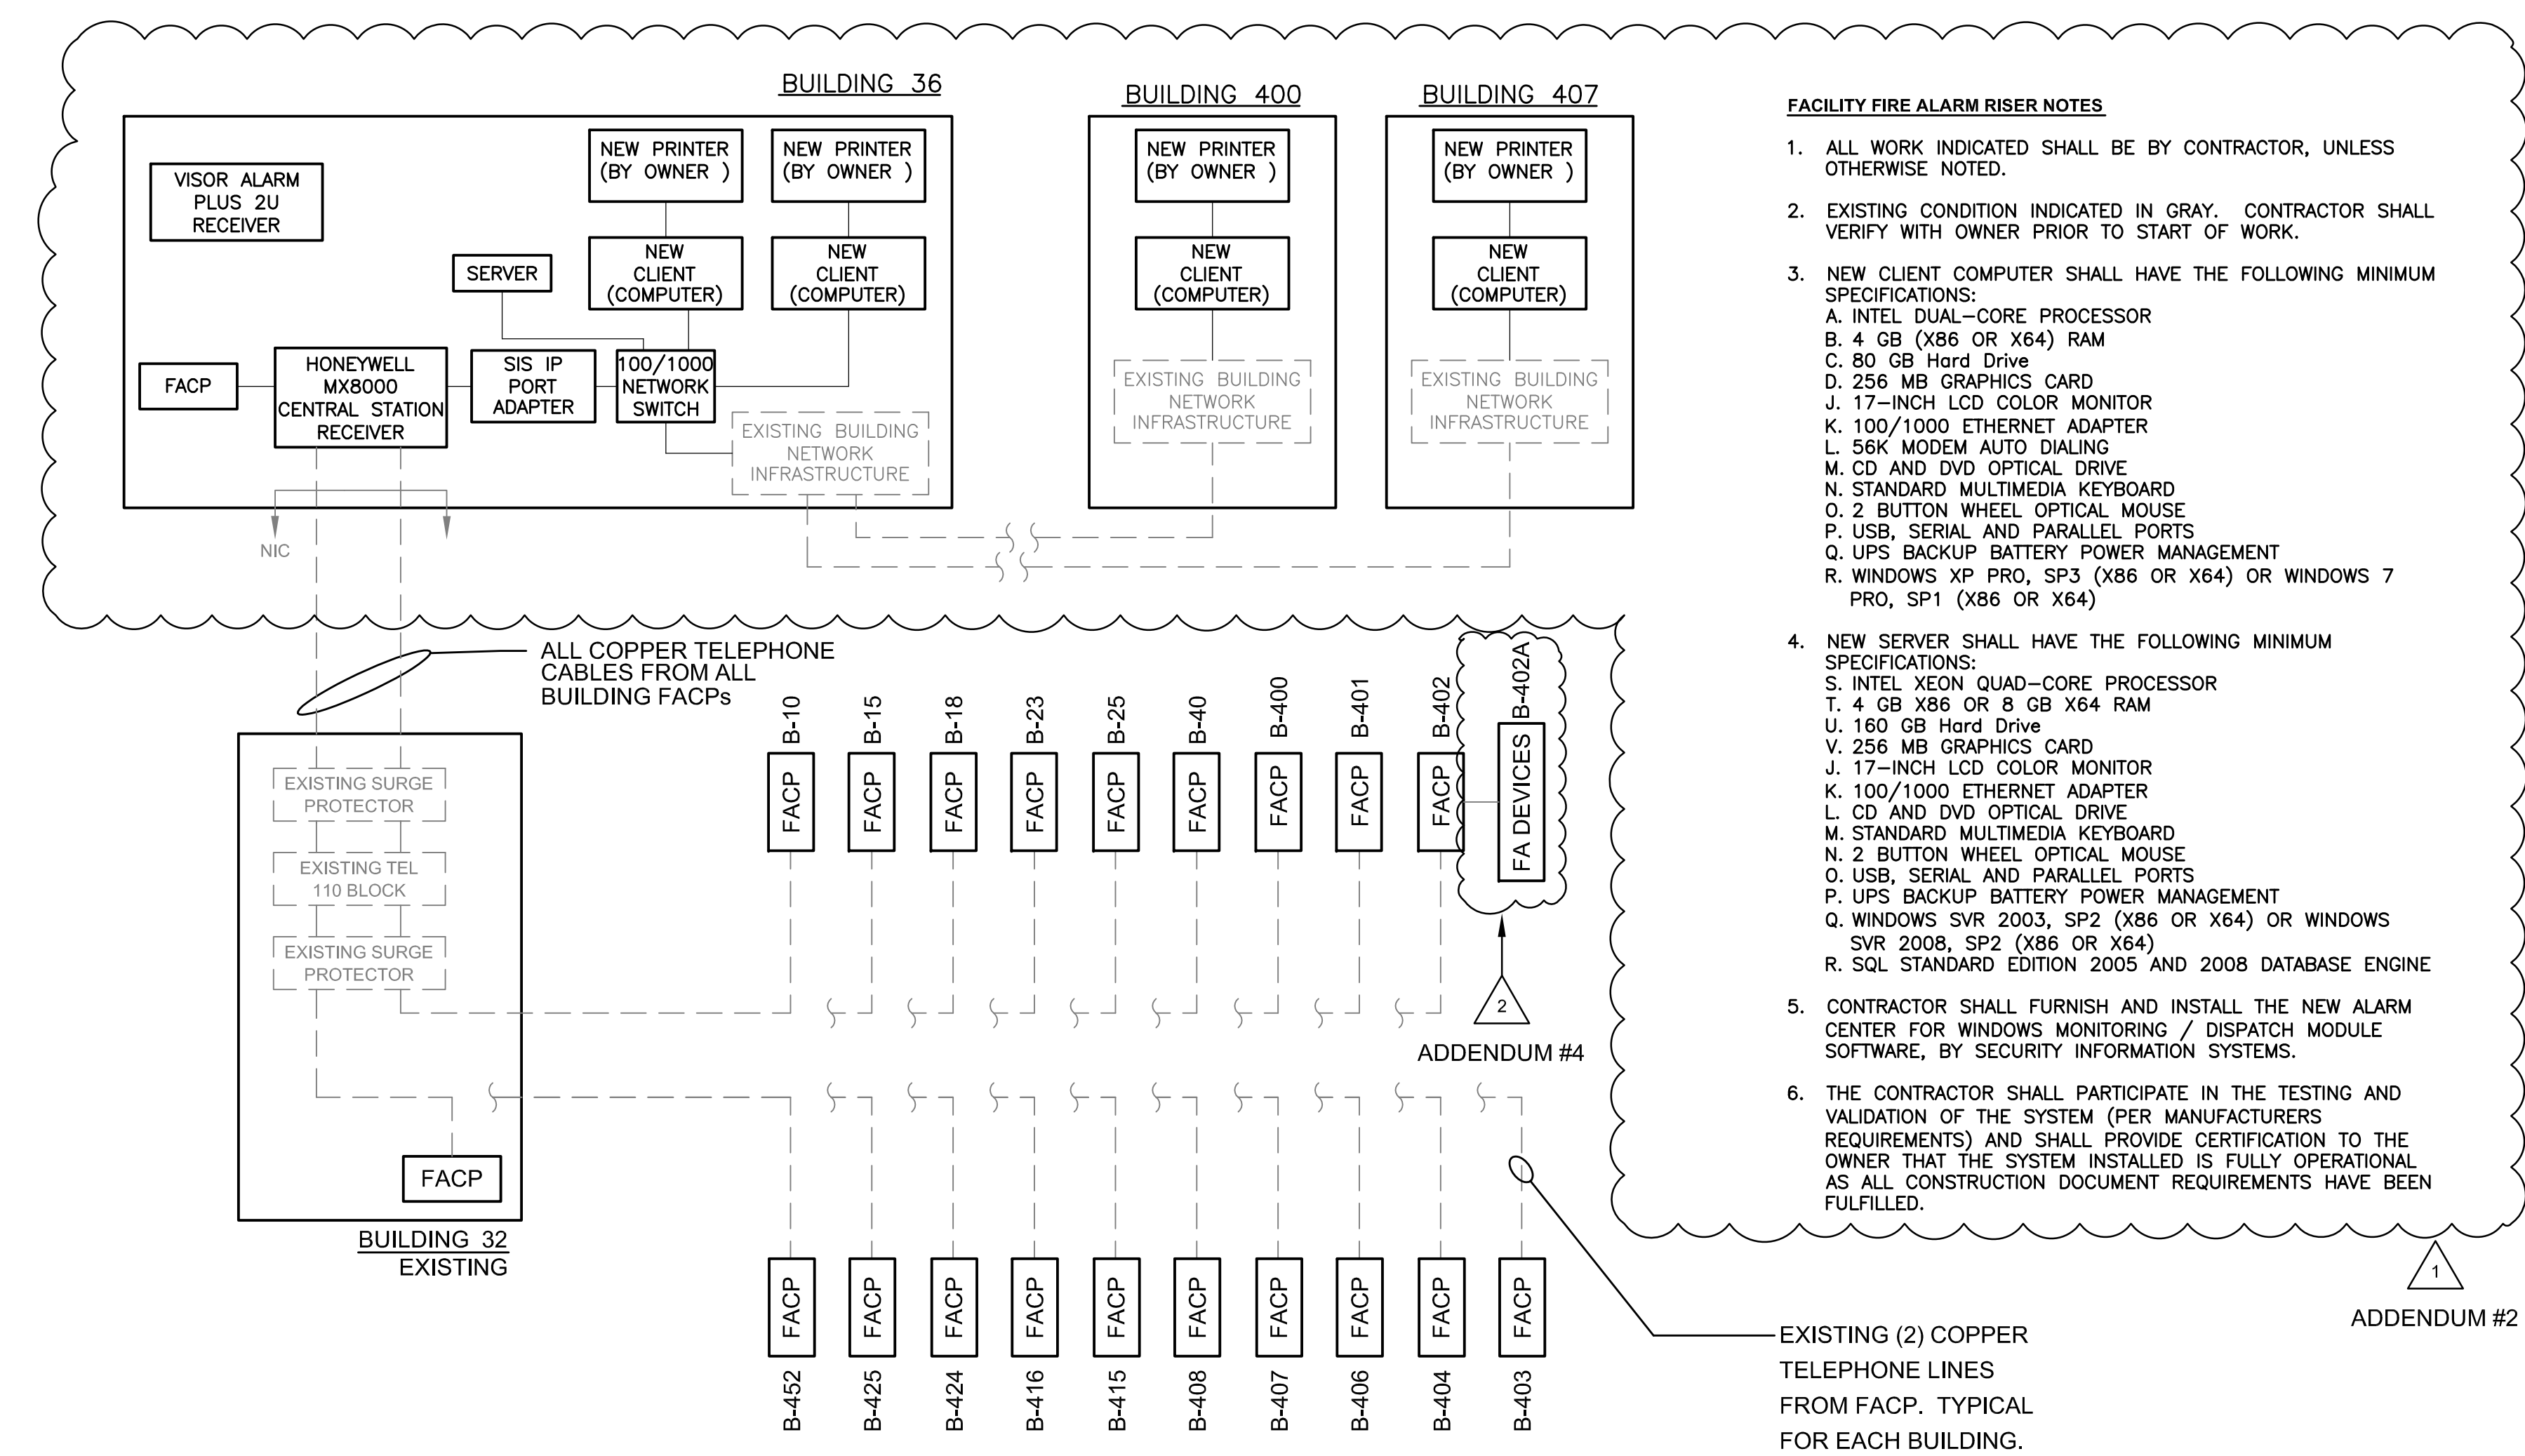 BUILDING 36
VISOR ALARM
PLUS 2U
RECEIVER
NEW PRINTER
(BY OWNER )
NEW PRINTER
(BY OWNER )
NEW
CLIENT
(COMPUTER)
NEW
CLIENT
(COMPUTER)
SERVER
FACP
HONEYWELL
MX8000
CENTRAL STATION
RECEIVER
SIS IP
PORT
ADAPTER
100/1000
NETWORK
SWITCH
EXISTING BUILDING
NETWORK
INFRASTRUCTURE
NIC
BUILDING 400
NEW PRINTER
(BY OWNER )
NEW
CLIENT
(COMPUTER)
EXISTING BUILDING
NETWORK
INFRASTRUCTURE
BUILDING 407
NEW PRINTER
(BY OWNER )
NEW
CLIENT
(COMPUTER)
EXISTING BUILDING
NETWORK
INFRASTRUCTURE
FACILITY FIRE ALARM RISER NOTES
1. ALL WORK INDICATED SHALL BE BY CONTRACTOR, UNLESS
OTHERWISE NOTED.
2. EXISTING CONDITION INDICATED IN GRAY. CONTRACTOR SHALL
VERIFY WITH OWNER PRIOR TO START OF WORK.
3. NEW CLIENT COMPUTER SHALL HAVE THE FOLLOWING MINIMUM
SPECIFICATIONS:
A. INTEL DUAL-CORE PROCESSOR
B. 4 GB (X86 OR X64) RAM
C. 80 GB Hard Drive
D. 256 MB GRAPHICS CARD
J. 17-INCH LCD COLOR MONITOR
K. 100/1000 ETHERNET ADAPTER
L. 56K MODEM AUTO DIALING
M. CD AND DVD OPTICAL DRIVE
N. STANDARD MULTIMEDIA KEYBOARD
O. 2 BUTTON WHEEL OPTICAL MOUSE
P. USB, SERIAL AND PARALLEL PORTS
Q. UPS BACKUP BATTERY POWER MANAGEMENT
R. WINDOWS XP PRO, SP3 (X86 OR X64) OR WINDOWS 7
PRO, SP1 (X86 OR X64)
4. NEW SERVER SHALL HAVE THE FOLLOWING MINIMUM
SPECIFICATIONS:
S. INTEL XEON QUAD-CORE PROCESSOR
T. 4 GB X86 OR 8 GB X64 RAM
U. 160 GB Hard Drive
V. 256 MB GRAPHICS CARD
J. 17-INCH LCD COLOR MONITOR
K. 100/1000 ETHERNET ADAPTER
L. CD AND DVD OPTICAL DRIVE
M. STANDARD MULTIMEDIA KEYBOARD
N. 2 BUTTON WHEEL OPTICAL MOUSE
O. USB, SERIAL AND PARALLEL PORTS
P. UPS BACKUP BATTERY POWER MANAGEMENT
Q. WINDOWS SVR 2003, SP2 (X86 OR X64) OR WINDOWS
SVR 2008, SP2 (X86 OR X64)
R. SQL STANDARD EDITION 2005 AND 2008 DATABASE ENGINE
5. CONTRACTOR SHALL FURNISH AND INSTALL THE NEW ALARM
CENTER FOR WINDOWS MONITORING / DISPATCH MODULE
SOFTWARE, BY SECURITY INFORMATION SYSTEMS.
6. THE CONTRACTOR SHALL PARTICIPATE IN THE TESTING AND
VALIDATION OF THE SYSTEM (PER MANUFACTURERS
REQUIREMENTS) AND SHALL PROVIDE CERTIFICATION TO THE
OWNER THAT THE SYSTEM INSTALLED IS FULLY OPERATIONAL
AS ALL CONSTRUCTION DOCUMENT REQUIREMENTS HAVE BEEN
FULFILLED.
1
ADDENDUM #2
ALL COPPER TELEPHONE
CABLES FROM ALL
BUILDING FACPs
EXISTING SURGE
PROTECTOR
EXISTING TEL
110 BLOCK
EXISTING SURGE
PROTECTOR
FACP
BUILDING 32
EXISTING
B-10
FACP
B-15
FACP
B-18
FACP
B-23
FACP
B-25
FACP
B-40
FACP
B-400
FACP
B-401
FACP
B-402
FACP
B-402A
FA DEVICES
2
ADDENDUM #4
FACP
B-452
FACP
B-425
FACP
B-424
FACP
B-416
FACP
B-415
FACP
B-408
FACP
B-407
FACP
B-406
FACP
B-404
FACP
B-403
EXISTING (2) COPPER
TELEPHONE LINES
FROM FACP. TYPICAL
FOR EACH BUILDING.